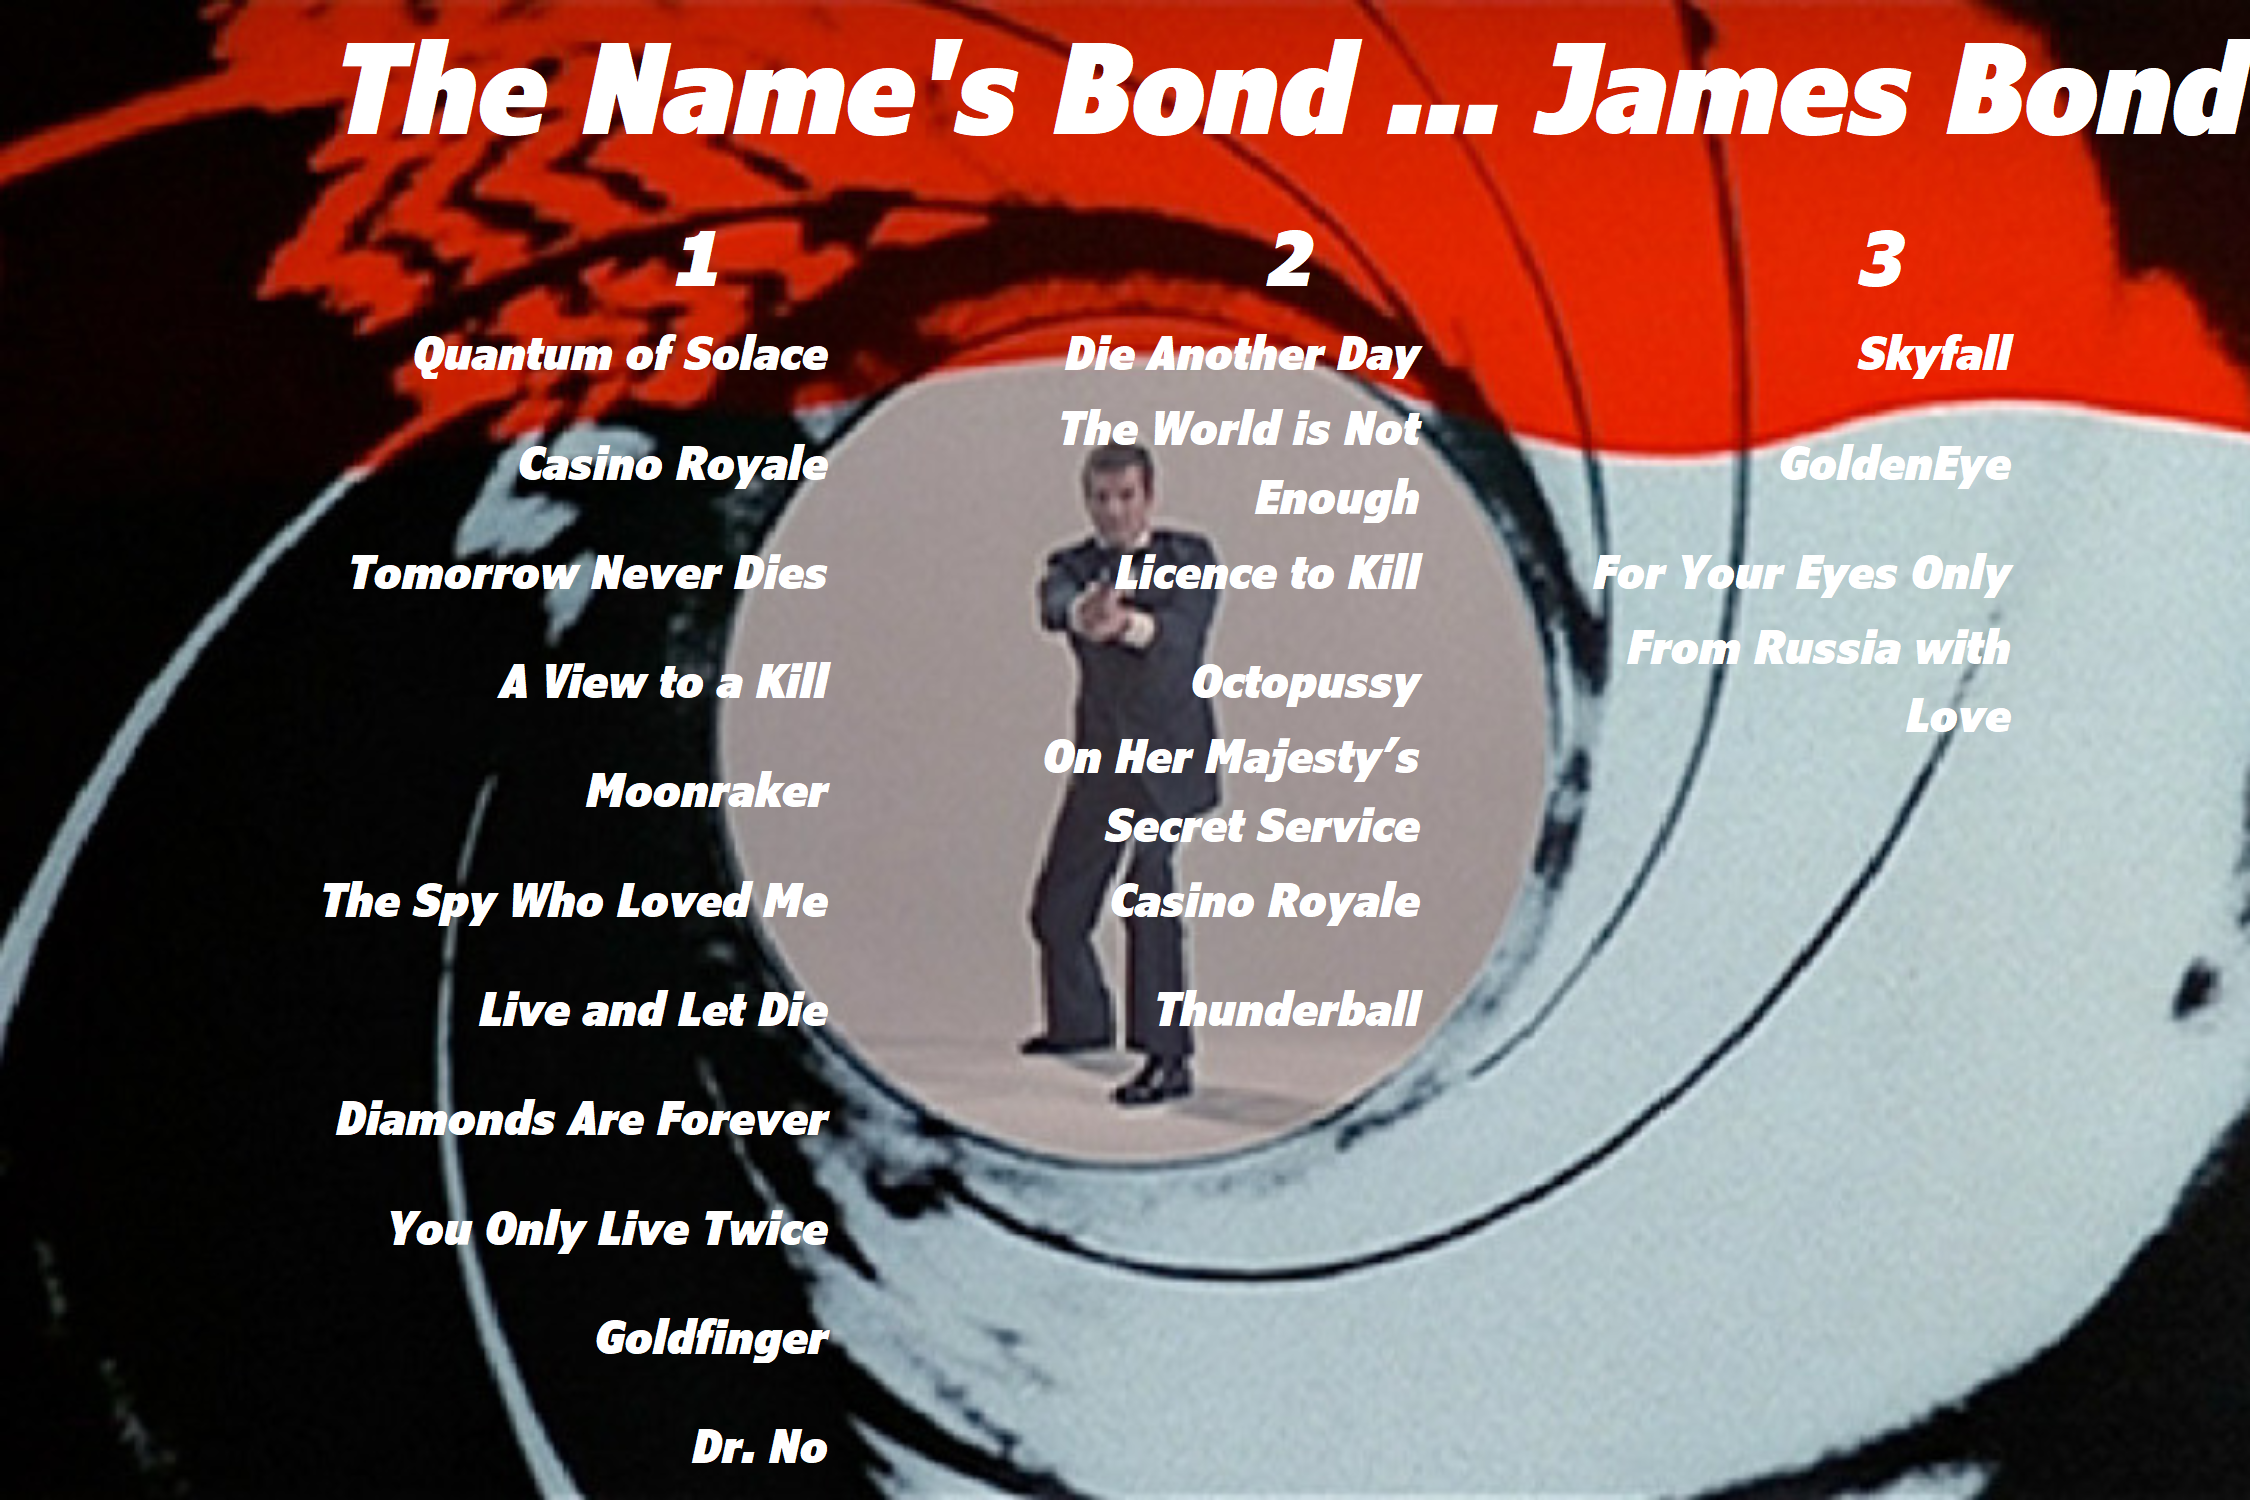 The Name's Bond ... James Bond
1
Quantum of Solace
Casino Royale
Tomorrow Never Dies
A View to a Kill
Moonraker
The Spy Who Loved Me
Live and Let Die
Diamonds Are Forever
You Only Live Twice
Goldfinger
Dr. No
2
Die Another Day
The World is Not
Enough
Licence to Kill
Octopussy
On Her Majesty’s
Secret Service
Casino Royale
Thunderball
3
Skyfall
GoldenEye
For Your Eyes Only
From Russia with
Love